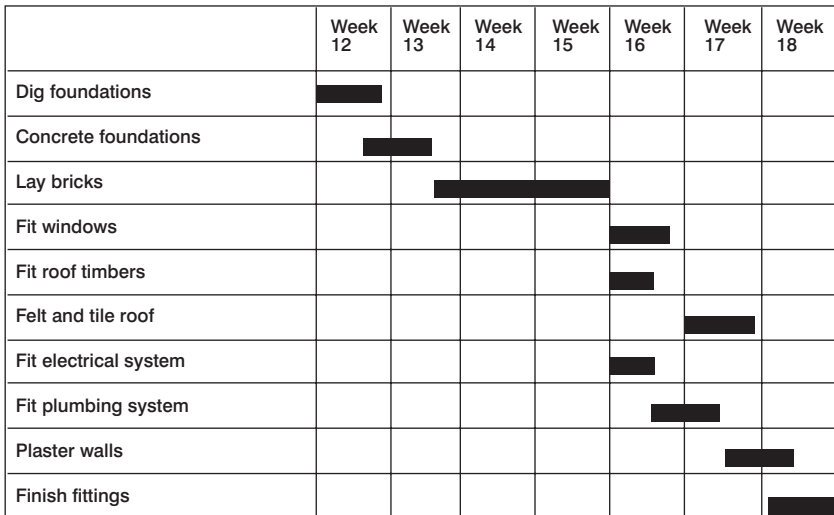 Week Week Week Week Week Week Week
12 13 14 15 16 17 18
Dig foundations
Concrete foundations
Lay bricks
Fit windows
Fit roof timbers
Felt and tile roof
Fit electrical system
Fit plumbing system
Plaster walls
Finish fittings